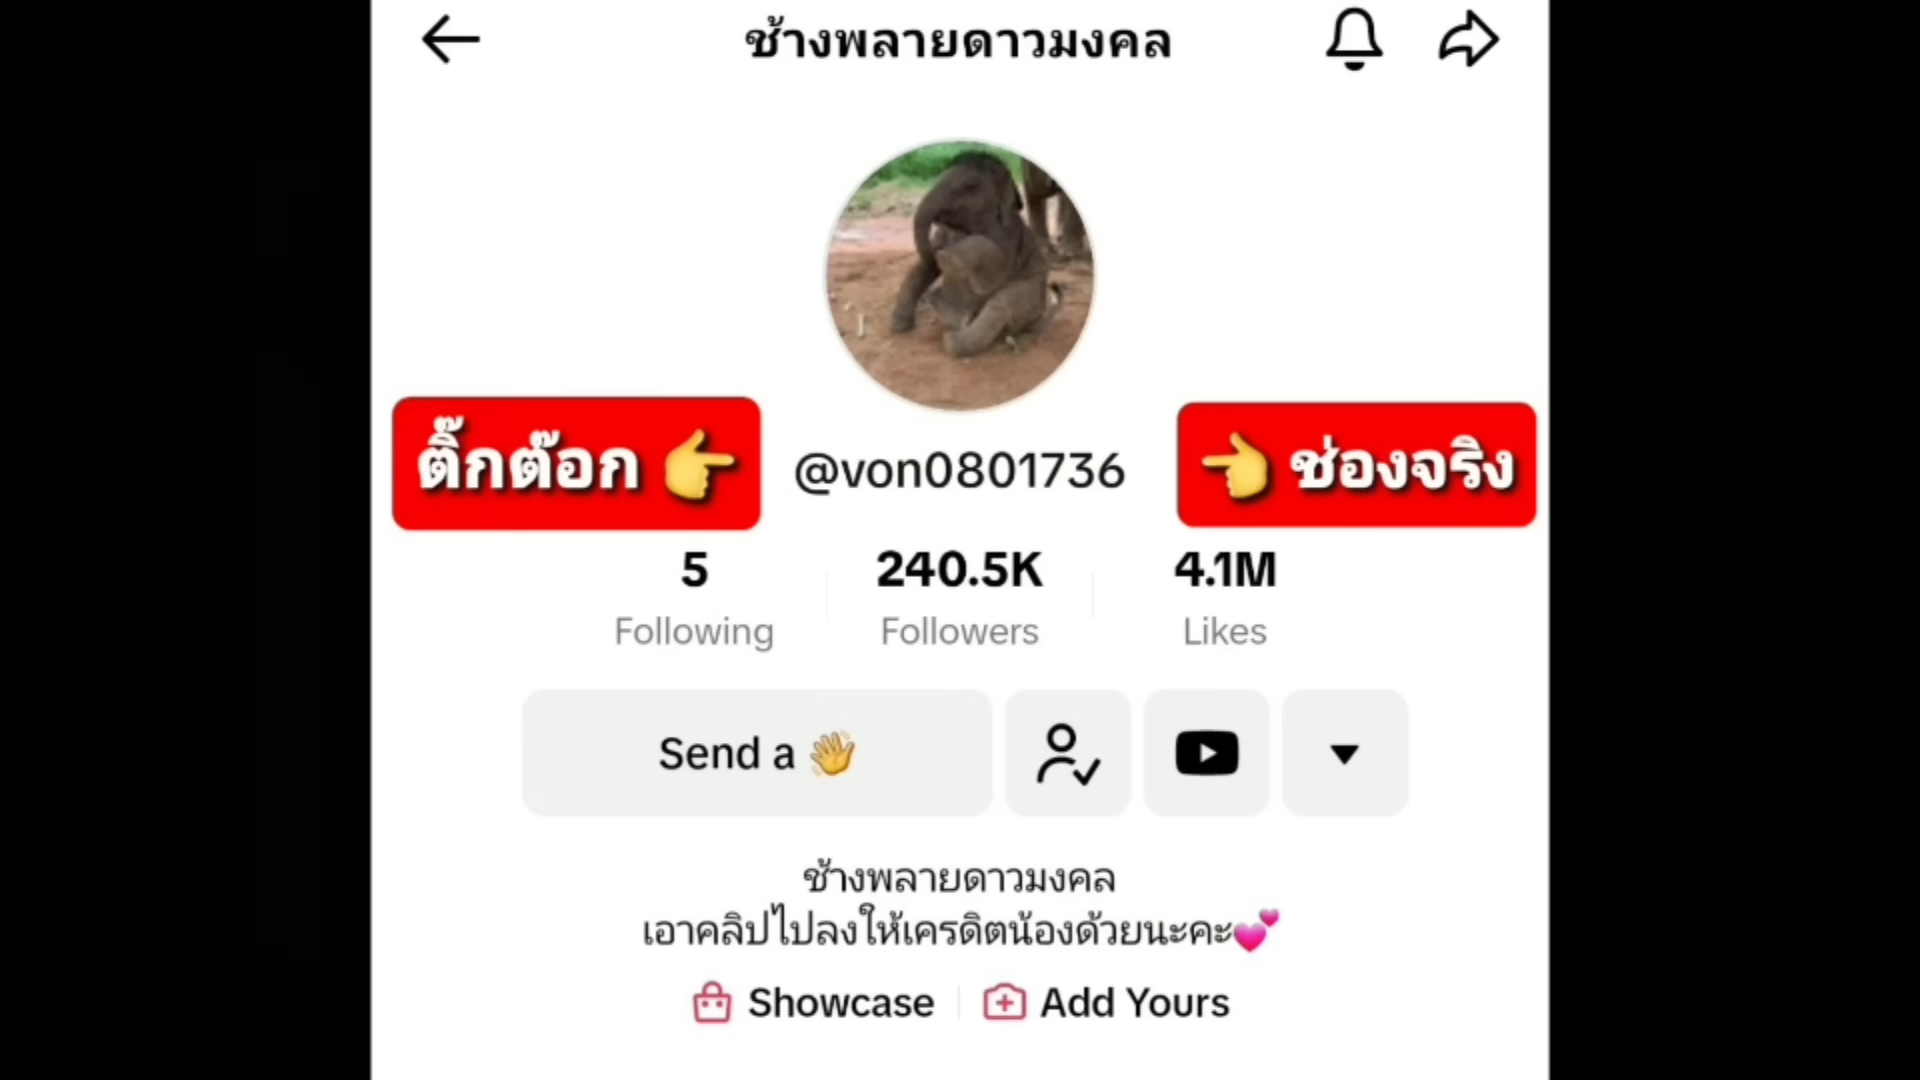 ช้างพลายดาวมงคล
ติ๊กต๊อก 👉 @von0801736 👈 ช่องจริง
5 240.5K 4.1M
Following Followers Likes
Send a 👋
ช้างพลายดาวมงคล
เอาคลิปไปลงให้เครดิตน้องด้วยนะคะ💕
Showcase Add Yours